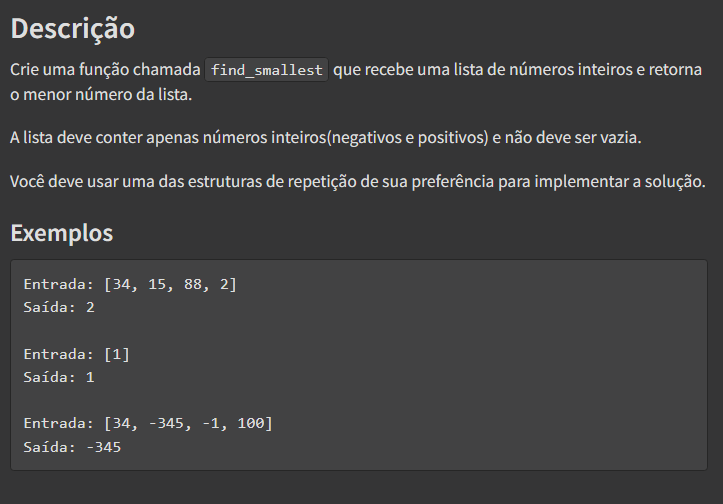 Descrição
Crie uma função chamada find_smallest que recebe uma lista de números inteiros e retorna
o menor número da lista.
A lista deve conter apenas números inteiros(negativos e positivos) e não deve ser vazia.
Você deve usar uma das estruturas de repetição de sua preferência para implementar a solução.
Exemplos
Entrada: [34, 15, 88, 2]
Saída: 2
Entrada: [1]
Saída: 1
Entrada: [34, -345, -1, 100]
Saída: -345